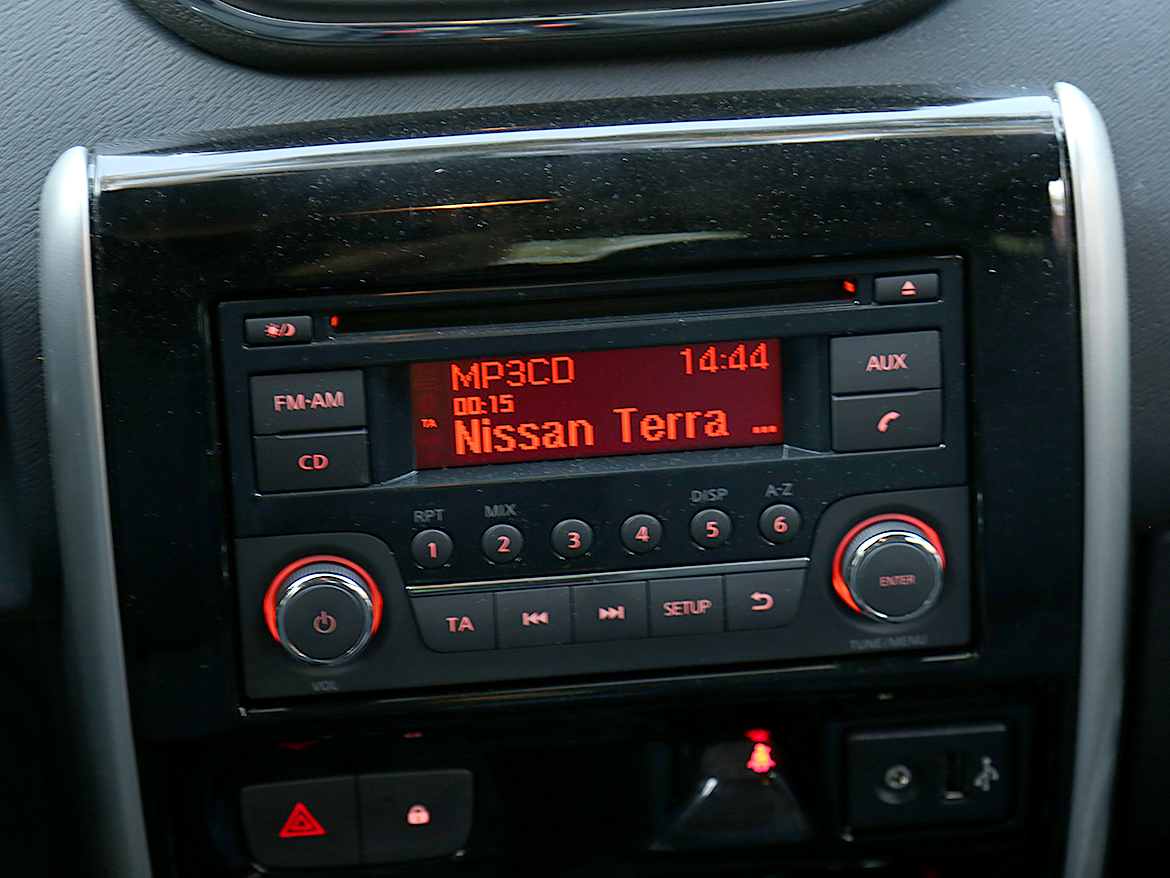 MP3CD 14:44
00:15
TA
Nissan Terra ...
FM·AM
CD
AUX
RPT MIX DISP A-Z
1 2 3 4 5 6
TA SETUP
ENTER
VOL
TUNE/MENU